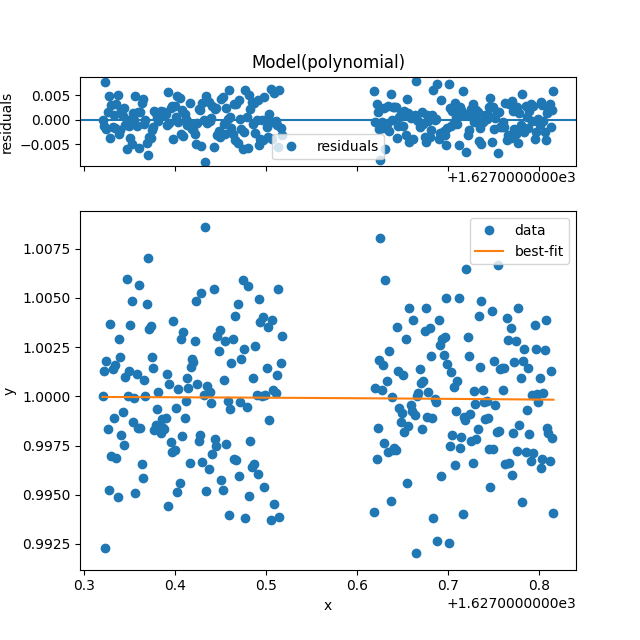 Model(polynomial)
residuals
0.005
0.000
−0.005
residuals
+1.6270000000e3
y
1.0075
1.0050
1.0025
1.0000
0.9975
0.9950
0.9925
data
best-fit
0.3 0.4 0.5 0.6 0.7 0.8
x
+1.6270000000e3